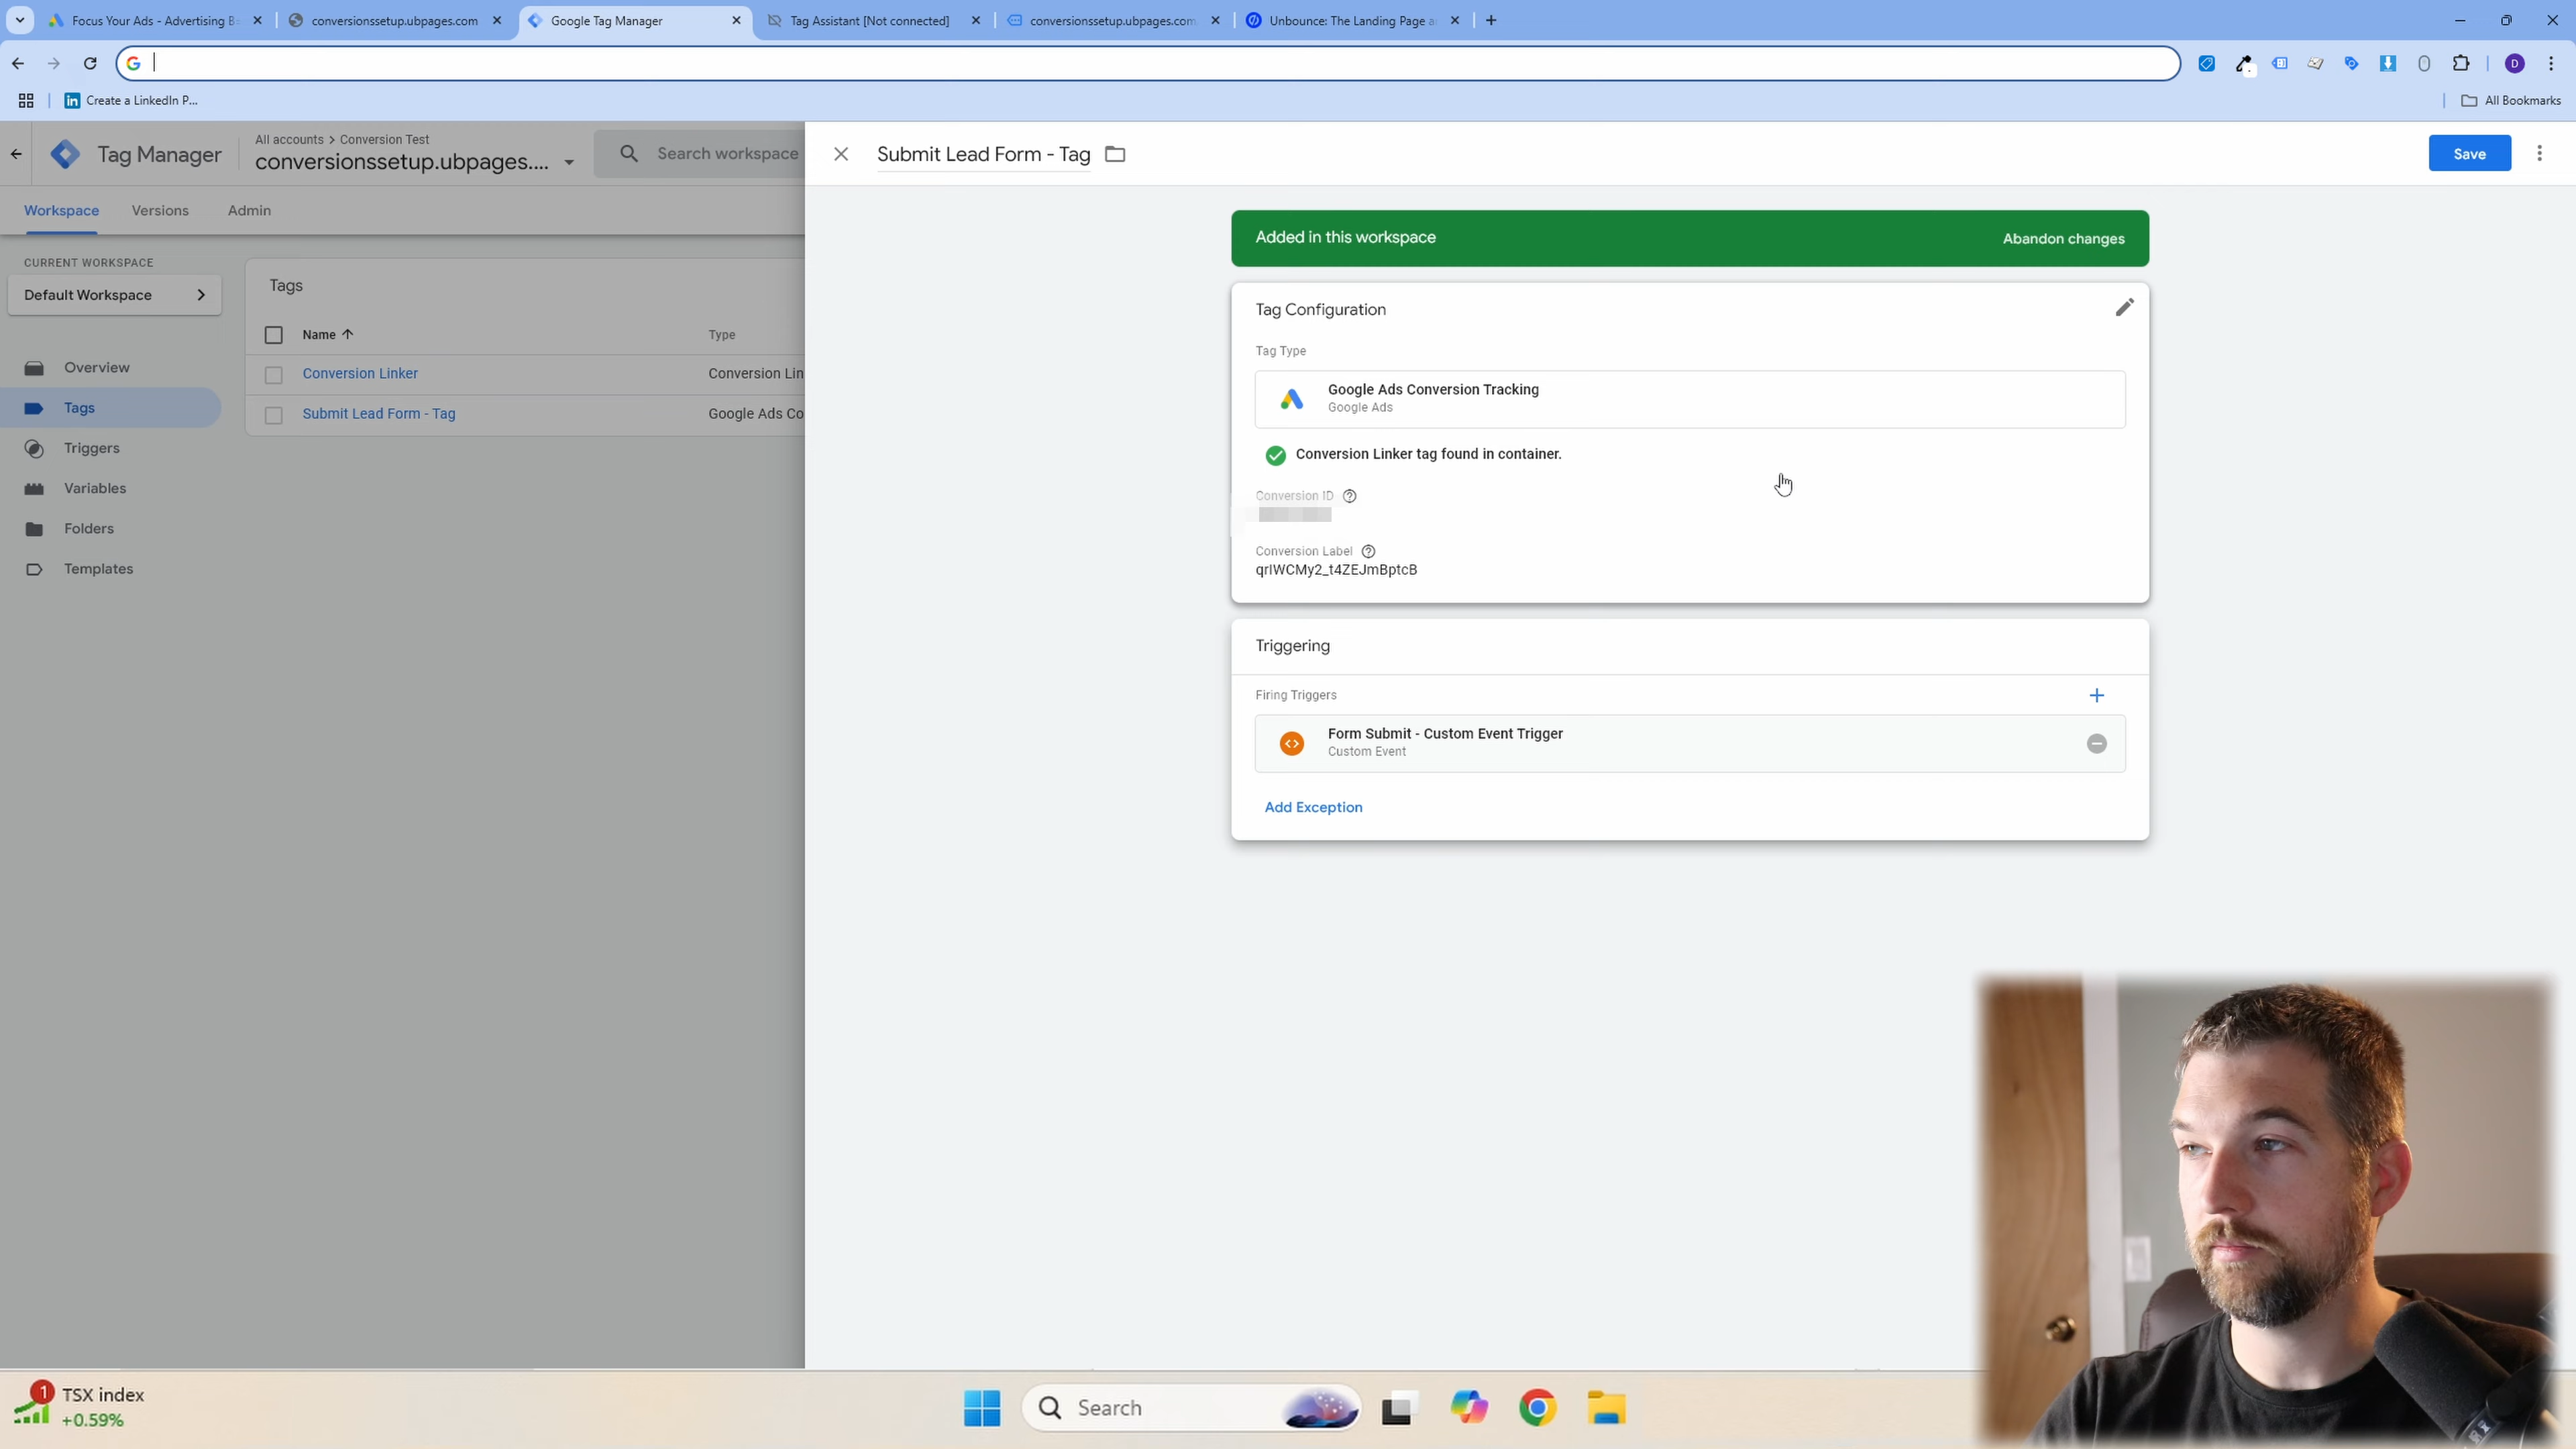 Focus Your Ads - Advertising B
conversionssetup.ubpages.com
Google Tag Manager
Tag Assistant [Not connected]
conversionssetup.ubpages.com
Unbounce: The Landing Page a
Create a LinkedIn P...
D
All Bookmarks
Tag Manager
All accounts > Conversion Test
conversionssetup.ubpages....
Search workspace
Submit Lead Form - Tag
Save
Workspace
Versions
Admin
Added in this workspace
Abandon changes
CURRENT WORKSPACE
Default Workspace
Overview
Tags
Triggers
Variables
Folders
Templates
Tags
Name
Type
Conversion Linker
Conversion Lin
Submit Lead Form - Tag
Google Ads Co
Tag Configuration
Tag Type
Google Ads Conversion Tracking
Google Ads
Conversion Linker tag found in container.
Conversion ID
Conversion Label
qrIWCMy2_t4ZEJmBptcB
Triggering
Firing Triggers
Form Submit - Custom Event Trigger
Custom Event
Add Exception
1
TSX index
+0.59%
Search